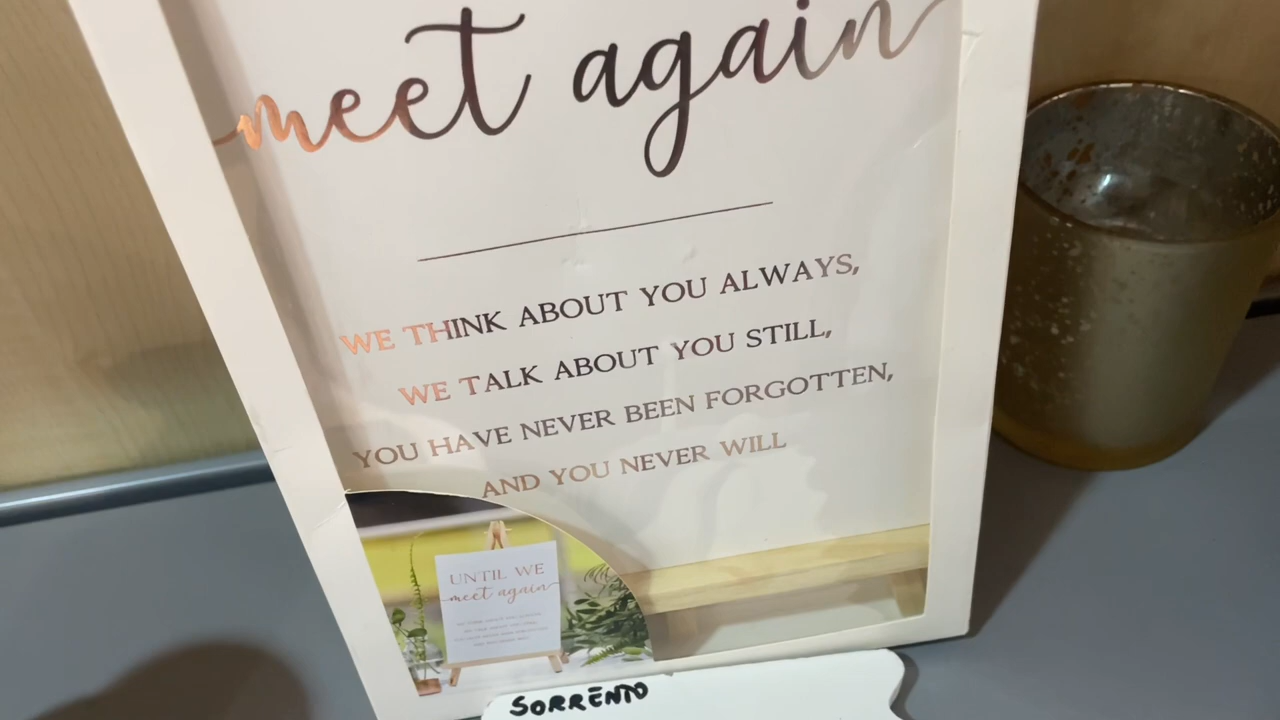 meet again
WE THINK ABOUT YOU ALWAYS,
WE TALK ABOUT YOU STILL,
YOU HAVE NEVER BEEN FORGOTTEN,
AND YOU NEVER WILL
UNTIL WE
meet again
SORRENTO